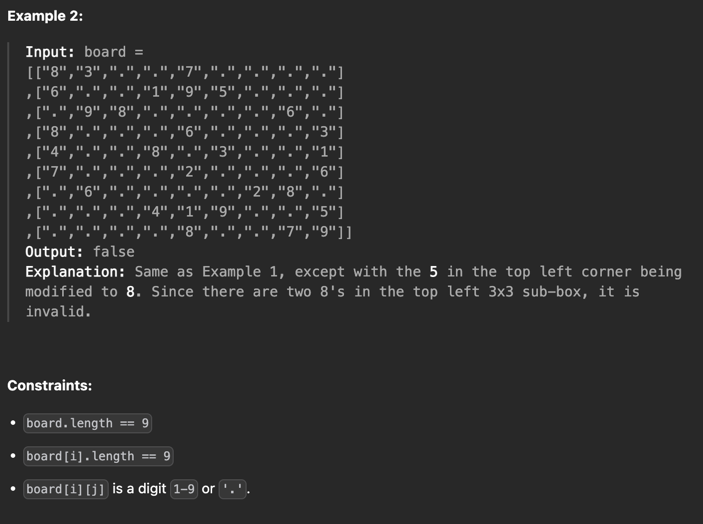 Example 2:
Input: board =
[["8","3",".",".","7",".",".",".","."]
,["6",".",".","1","9","5",".",".","."]
,[".","9","8",".",".",".",".","6","."]
,["8",".",".",".","6",".",".",".","3"]
,["4",".",".","8",".","3",".",".","1"]
,["7",".",".",".","2",".",".",".","6"]
,[".","6",".",".",".",".","2","8","."]
,[".",".",".","4","1","9",".",".","5"]
,[".",".",".",".","8",".",".","7","9"]]
Output: false
Explanation: Same as Example 1, except with the 5 in the top left corner being
modified to 8. Since there are two 8's in the top left 3x3 sub-box, it is
invalid.
Constraints:
• board.length == 9
• board[i].length == 9
• board[i][j] is a digit 1-9 or '.'.